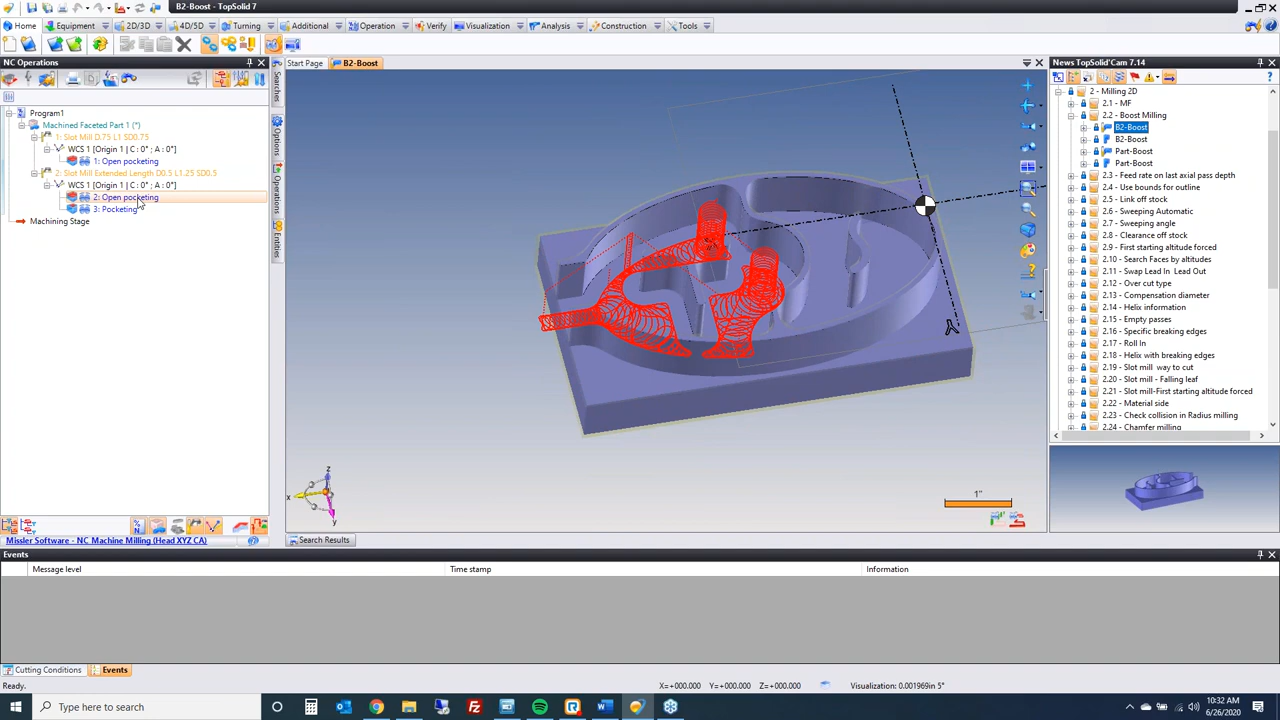 B2-Boost - TopSolid 7
Home
Equipment
2D/3D
4D/5D
Turning
Additional
Operation
Verify
Visualization
Analysis
Construction
Tools
NC Operations
Start Page
B2-Boost
News TopSolid'Cam 7.14
Program1
Machined Faceted Part 1 (*)
1: Slot Mill D.75 L1 SD0.75
WCS 1 [Origin 1 | C : 0° ; A : 0°]
1: Open pocketing
2: Slot Mill Extended Length D0.5 L1.25 SD0.5
WCS 1 [Origin 1 | C : 0° ; A : 0°]
2: Open pocketing
3: Pocketing
Machining Stage
Searches
Options
Operations
Entities
2 - Milling 2D
2.1 - MF
2.2 - Boost Milling
B2-Boost
B2-Boost
Part-Boost
Part-Boost
2.3 - Feed rate on last axial pass depth
2.4 - Use bounds for outline
2.5 - Link off stock
2.6 - Sweeping Automatic
2.7 - Sweeping angle
2.8 - Clearance off stock
2.9 - First starting altitude forced
2.10 - Search Faces by altitudes
2.11 - Swap Lead In Lead Out
2.12 - Over cut type
2.13 - Compensation diameter
2.14 - Helix information
2.15 - Empty passes
2.16 - Specific breaking edges
2.17 - Roll In
2.18 - Helix with breaking edges
2.19 - Slot mill way to cut
2.20 - Slot mill - Falling leaf
2.21 - Slot mill-First starting altitude forced
2.22 - Material side
2.23 - Check collision in Radius milling
2.24 - Chamfer milling
z
x
y
1"
Missler Software - NC Machine Milling (Head XYZ CA)
Search Results
Events
Message level
Time stamp
Information
Cutting Conditions
Events
Ready.
X=+000.000 Y=+000.000 Z=+000.000
Visualization: 0.001969in 5°
Type here to search
10:32 AM
6/26/2020